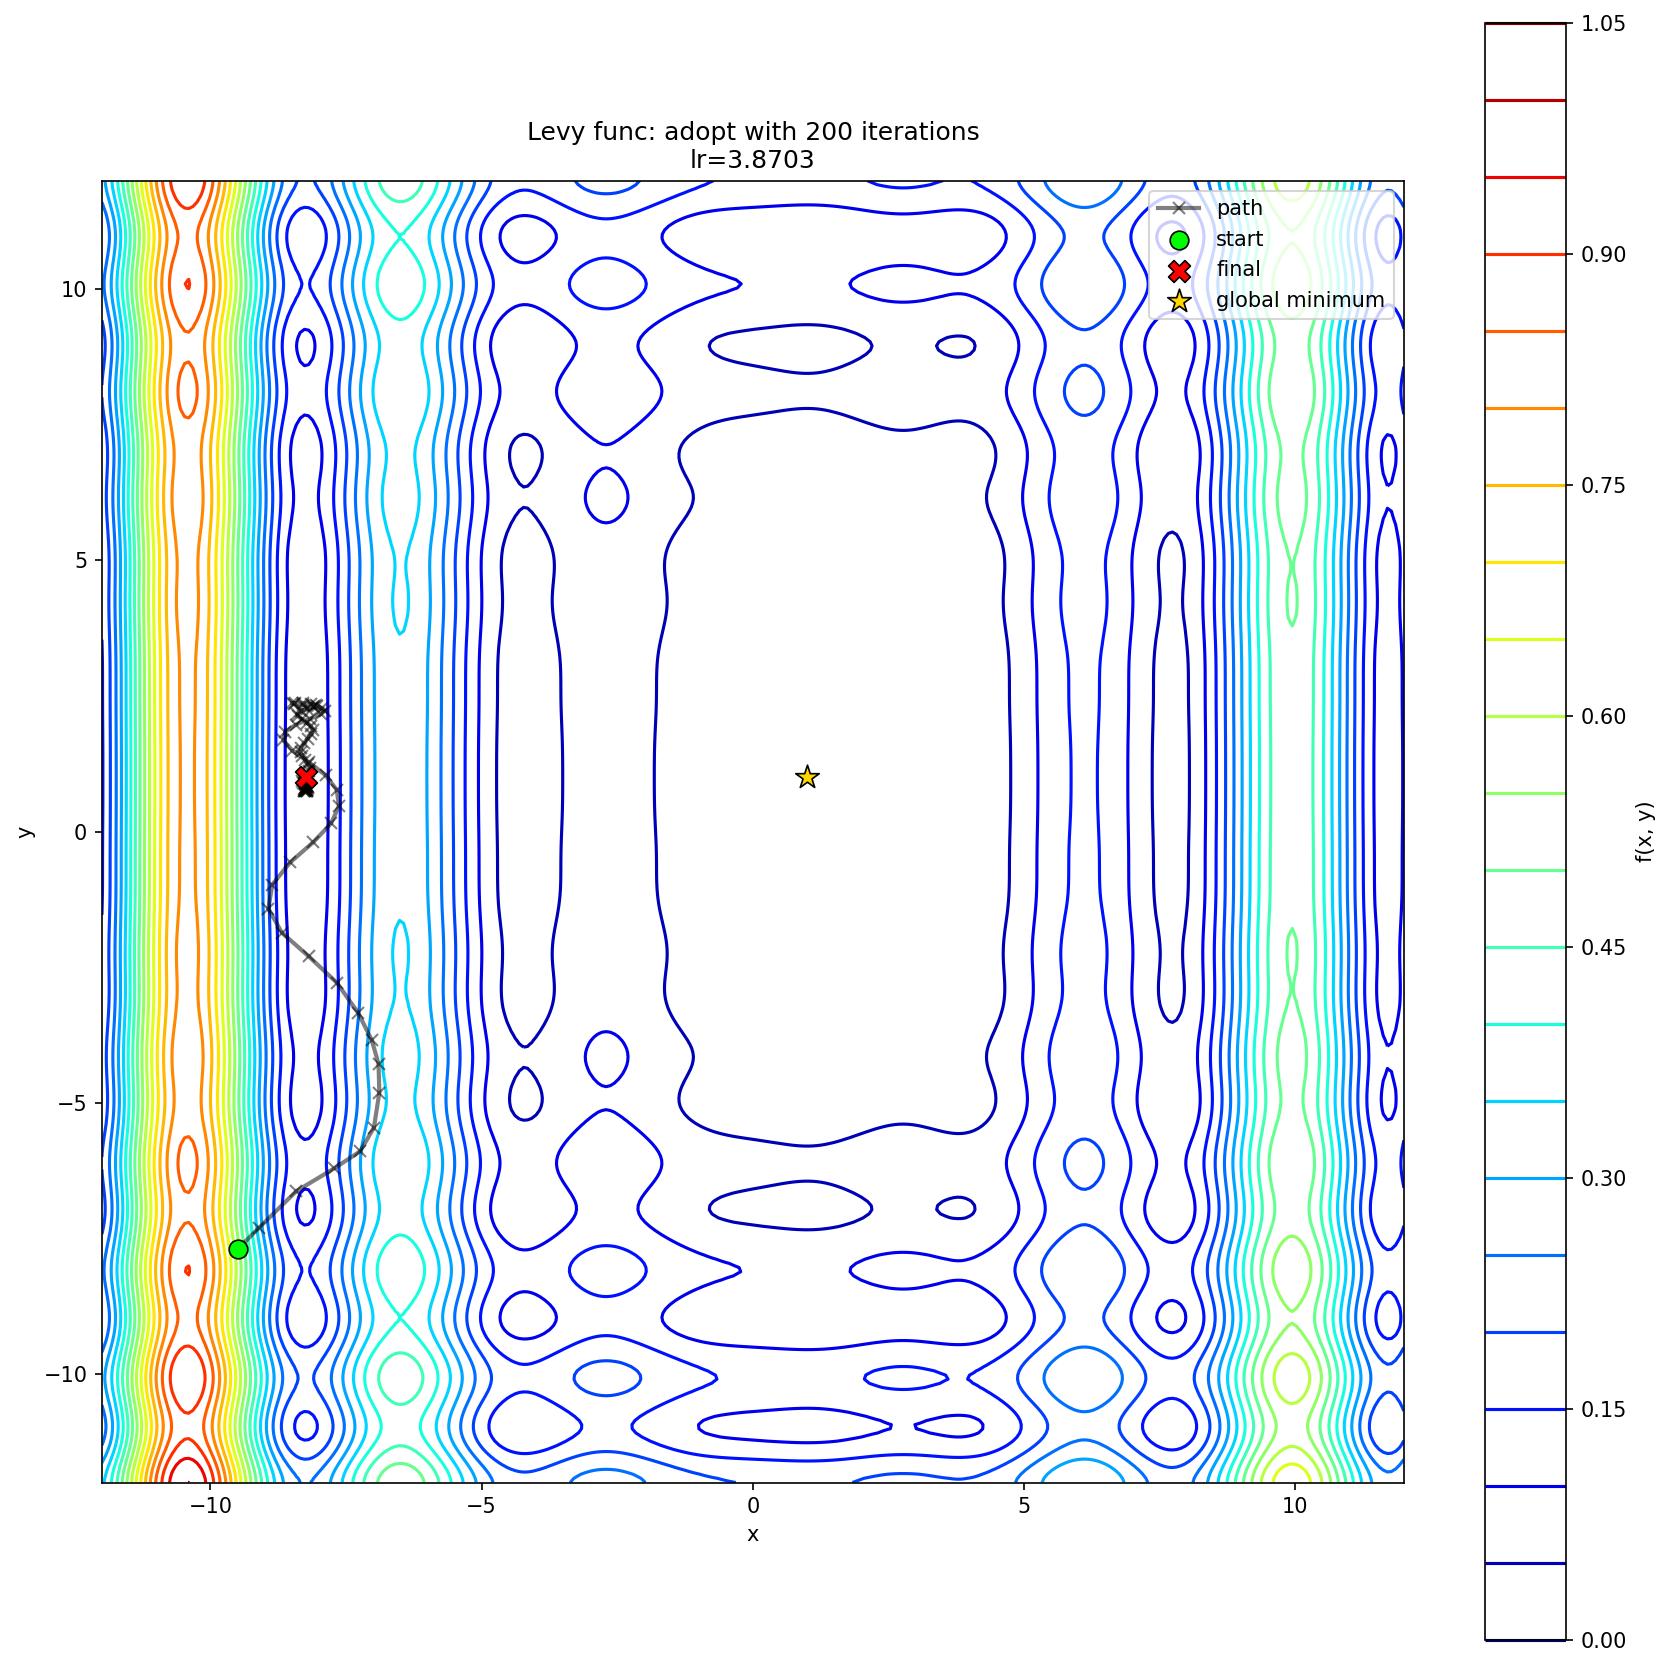 Levy func: adopt with 200 iterations
lr=3.8703
path
start
final
global minimum
10
5
0
−5
−10
y
−10
−5
0
5
10
x
1.05
0.90
0.75
0.60
0.45
0.30
0.15
0.00
f(x, y)